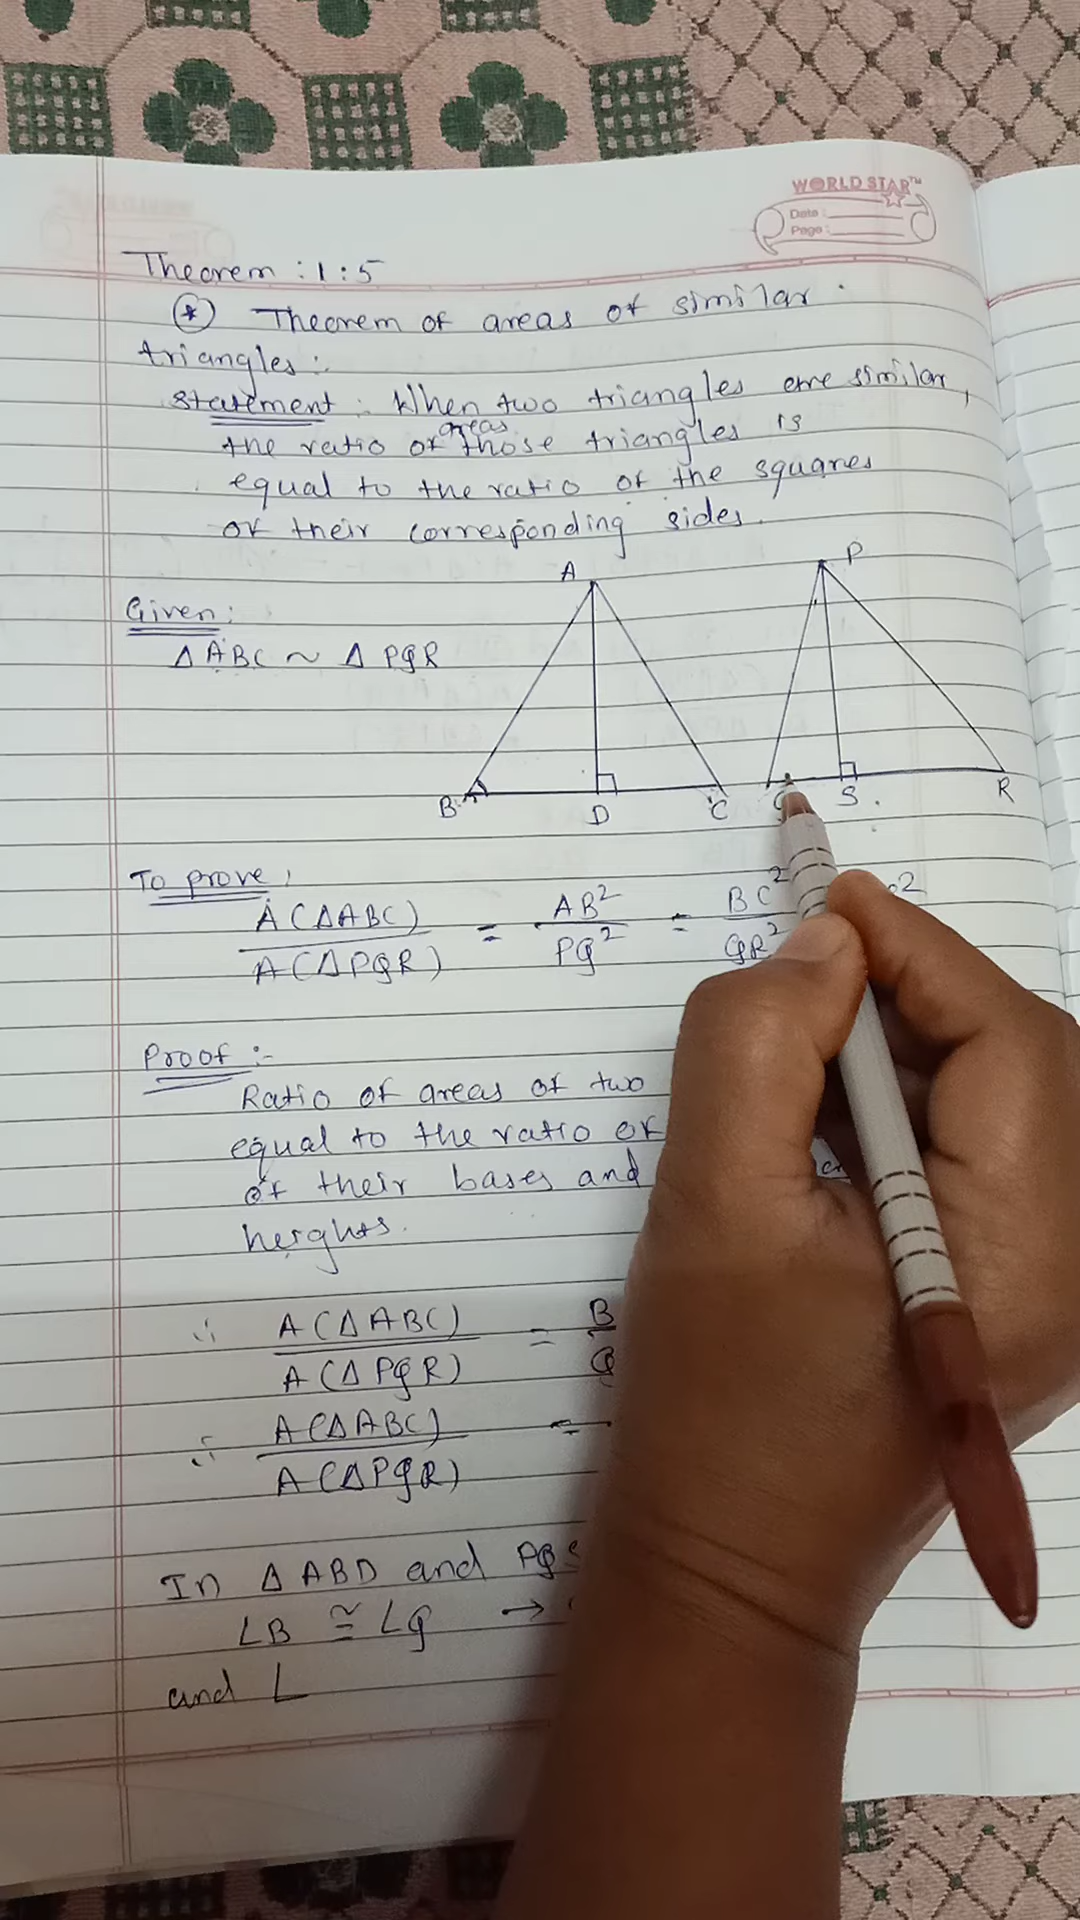 WORLD STAR™
Date :
Page :
Theorem : 1 : 5
* Theorem of areas of similar
triangles :
Statement : When two triangles are similar,
areas
the ratio of those triangles is
equal to the ratio of the squares
of their corresponding sides.
A
P
Given :
△ ABC ~ △ PQR
B
D
C
S
R
To prove :
A(△ABC) / A(△PQR) = AB² / PQ² = BC² / QR²
Proof :-
Ratio of areas of two
equal to the ratio of
of their bases and
heights.
∴ A(△ABC) / A(△PQR) = B / Q
∴ A(△ABC) / A(△PQR) =
In △ ABD and PQS
∠B ≅ ∠Q →
and ∠